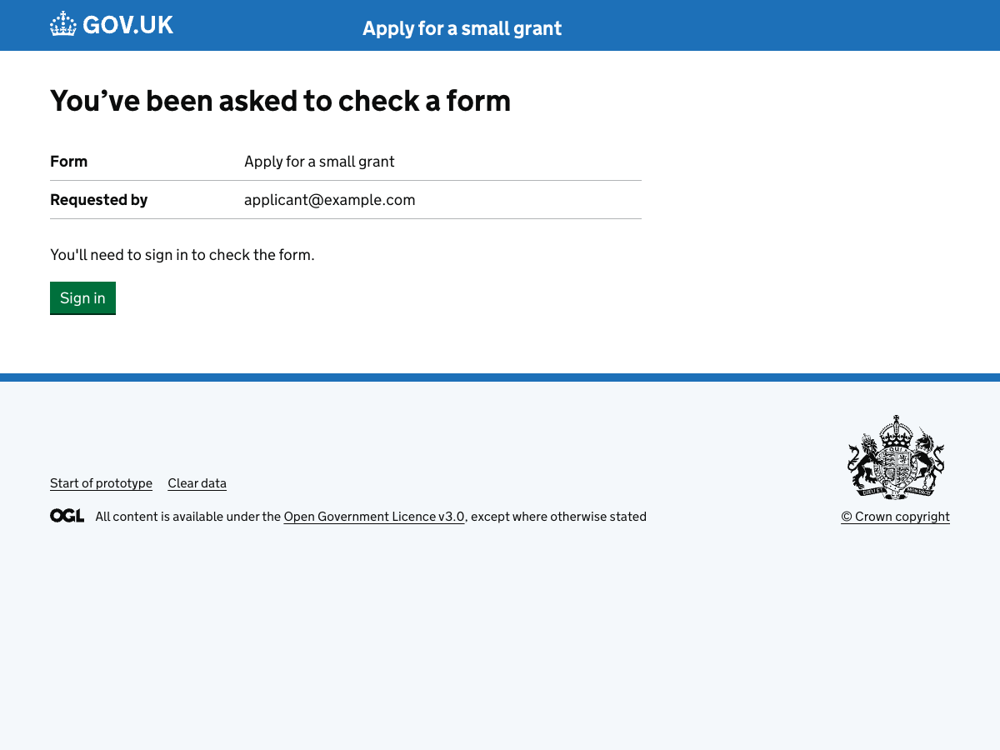 GOV.UK
Apply for a small grant
You’ve been asked to check a form
Form Apply for a small grant
Requested by applicant@example.com
You'll need to sign in to check the form.
Sign in
Start of prototype Clear data
OGL All content is available under the Open Government Licence v3.0, except where otherwise stated
© Crown copyright